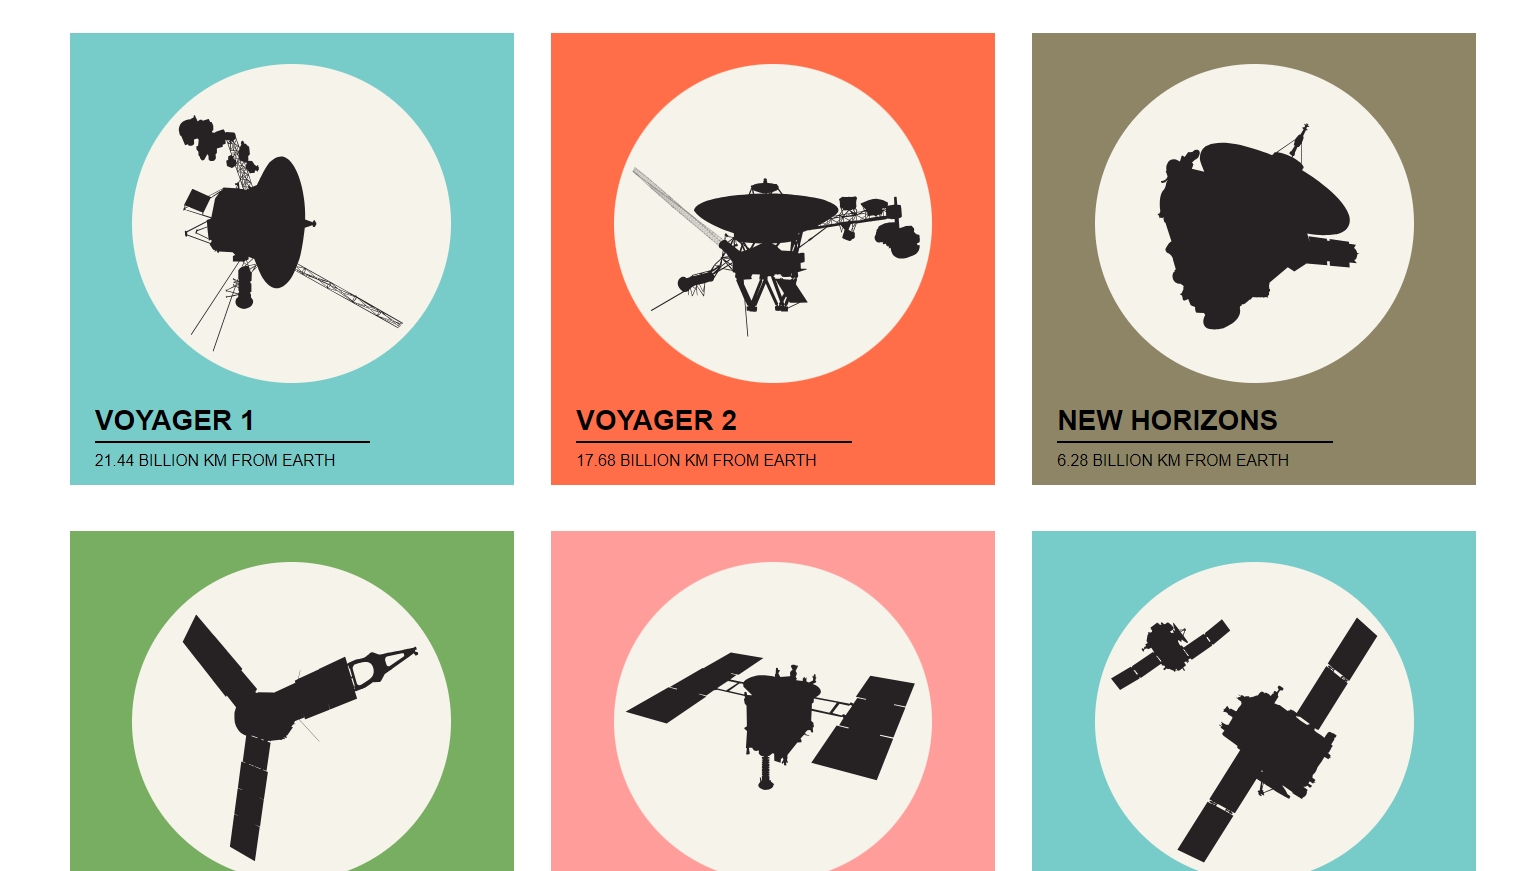 VOYAGER 1
21.44 BILLION KM FROM EARTH
VOYAGER 2
17.68 BILLION KM FROM EARTH
NEW HORIZONS
6.28 BILLION KM FROM EARTH